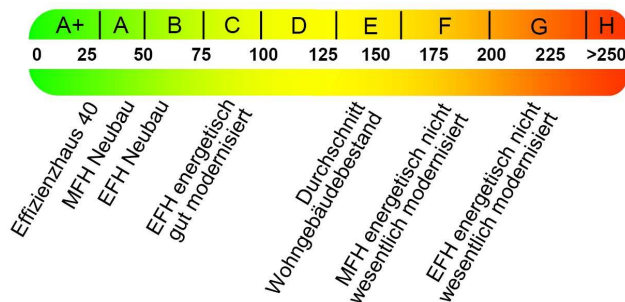 A+ A B C D E F G H
0 25 50 75 100 125 150 175 200 225 >250
Effizienzhaus 40
MFH Neubau
EFH Neubau
EFH energetisch
gut modernisiert
Durchschnitt
Wohngebäudebestand
MFH energetisch nicht
wesentlich modernisiert
EFH energetisch nicht
wesentlich modernisiert